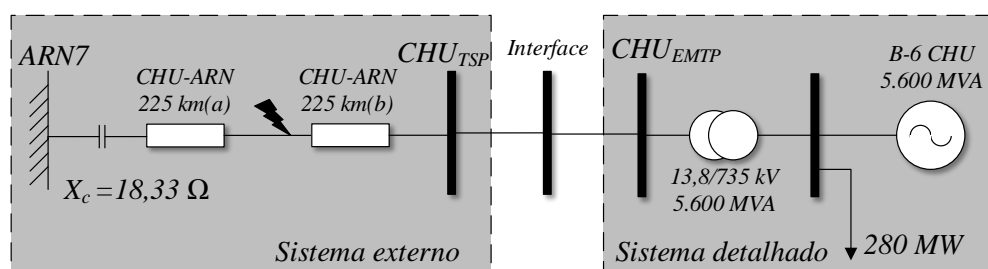 ARN7
CHU-ARN
225 km(a)
CHU-ARN
225 km(b)
CHU_TSP
Interface
CHU_EMTP
B-6 CHU
5.600 MVA
X_c =18,33 Ω
13,8/735 kV
5.600 MVA
Sistema externo
Sistema detalhado
280 MW